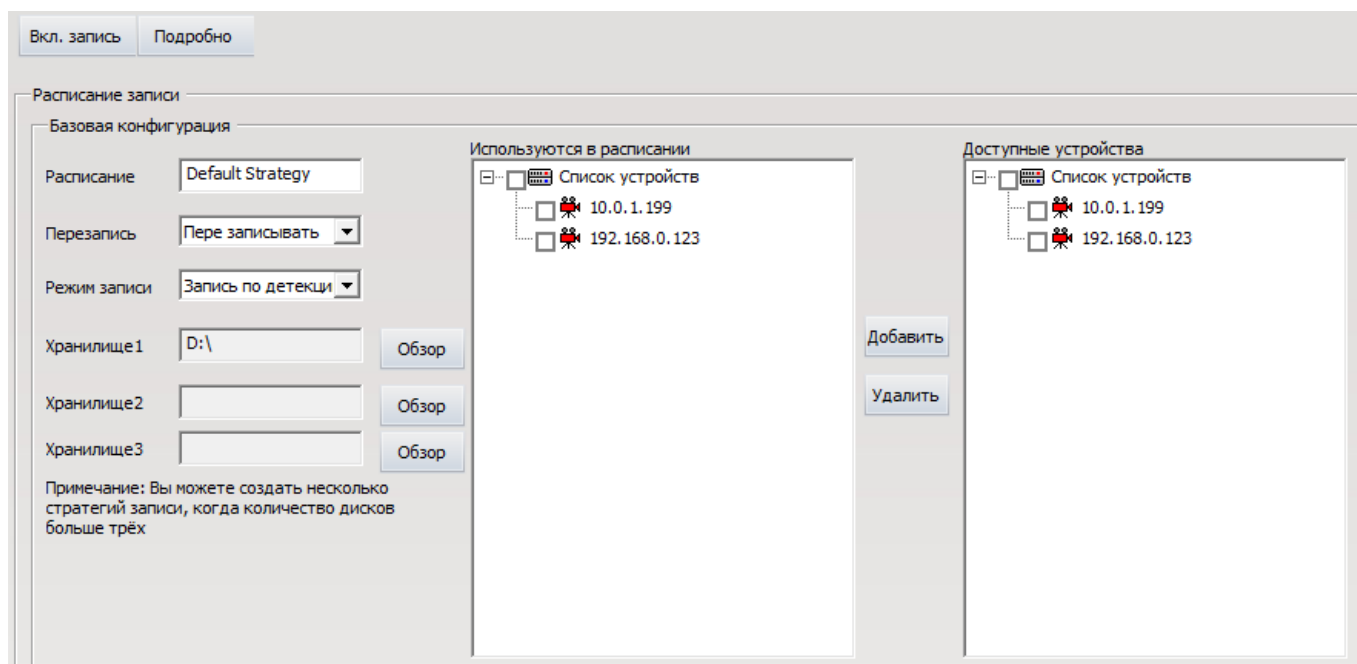 Вкл. запись Подробно
Расписание записи
Базовая конфигурация
Расписание Default Strategy
Перезапись Пере записывать
Режим записи Запись по детекци
Хранилище1 D:\ Обзор
Хранилище2 Обзор
Хранилище3 Обзор
Примечание: Вы можете создать несколько
стратегий записи, когда количество дисков
больше трёх
Используются в расписании
Список устройств
10.0.1.199
192.168.0.123
Добавить
Удалить
Доступные устройства
Список устройств
10.0.1.199
192.168.0.123